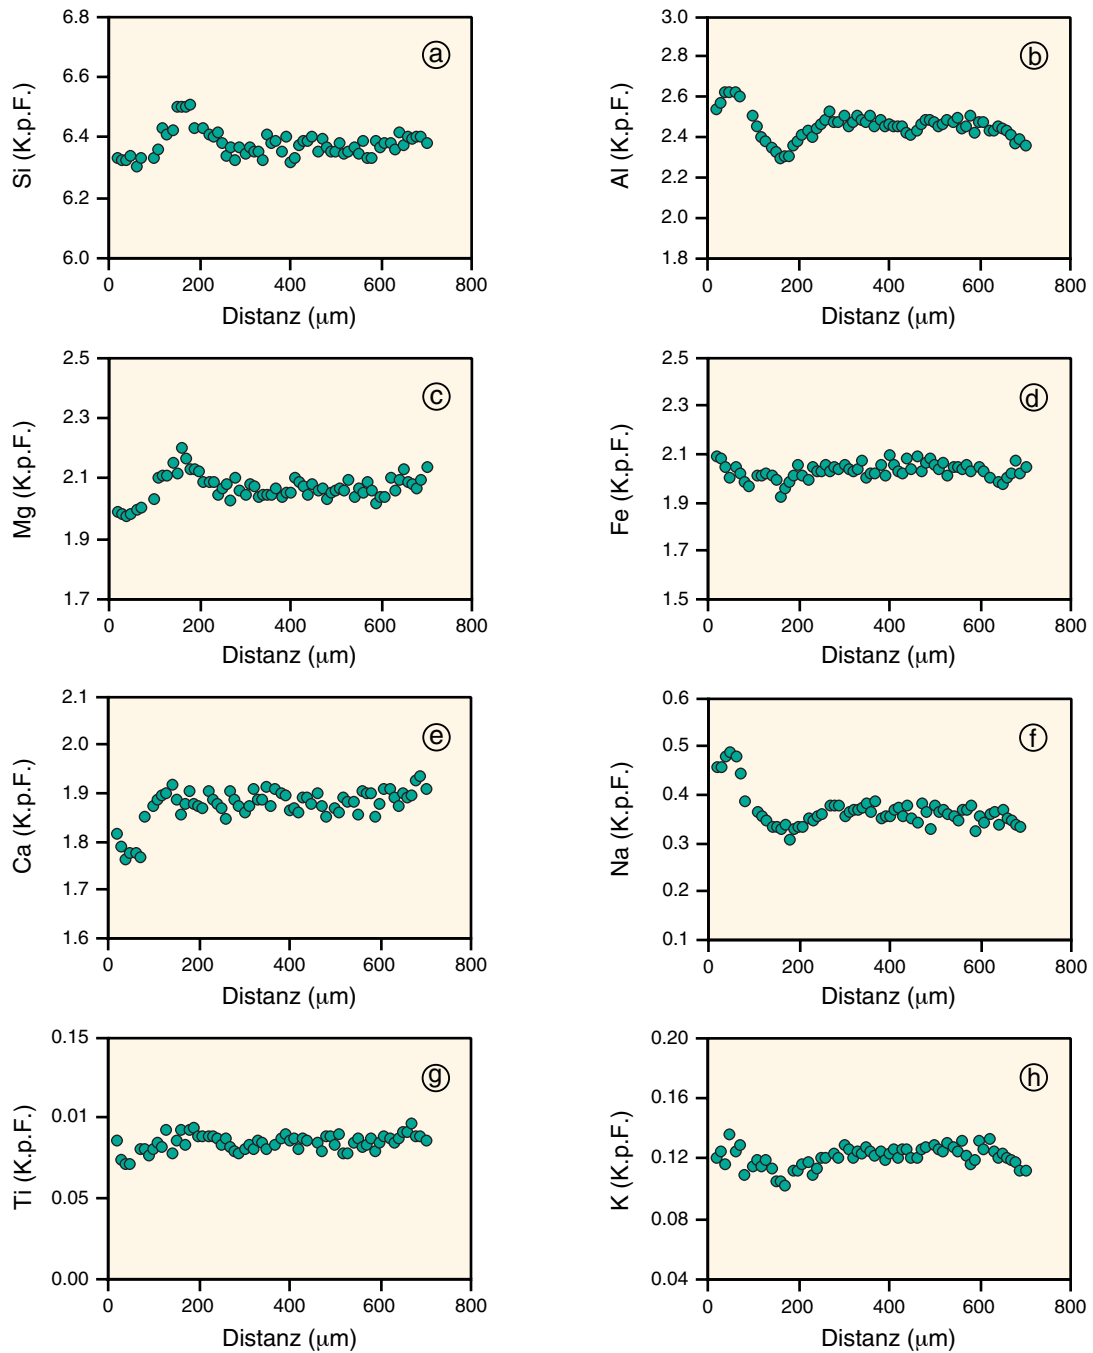 6.8
6.6
6.4
6.2
6.0
Si (K.p.F.)
a
0 200 400 600 800
Distanz (μm)
3.0
2.8
2.6
2.4
2.2
2.0
1.8
Al (K.p.F.)
b
0 200 400 600 800
Distanz (μm)
2.5
2.3
2.1
1.9
1.7
Mg (K.p.F.)
c
0 200 400 600 800
Distanz (μm)
2.5
2.3
2.1
1.9
1.7
1.5
Fe (K.p.F.)
d
0 200 400 600 800
Distanz (μm)
2.1
2.0
1.9
1.8
1.7
1.6
Ca (K.p.F.)
e
0 200 400 600 800
Distanz (μm)
0.6
0.5
0.4
0.3
0.2
0.1
Na (K.p.F.)
f
0 200 400 600 800
Distanz (μm)
0.15
0.01
0.05
0.00
Ti (K.p.F.)
g
0 200 400 600 800
Distanz (μm)
0.20
0.16
0.12
0.08
0.04
K (K.p.F.)
h
0 200 400 600 800
Distanz (μm)